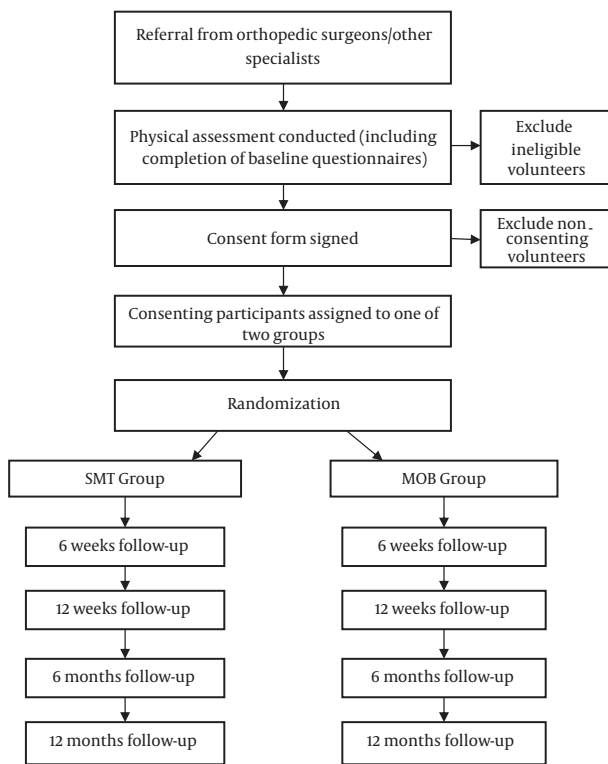 Referral from orthopedic surgeons/other
specialists
Physical assessment conducted (including
completion of baseline questionnaires)
Exclude
ineligible
volunteers
Consent form signed
Exclude non-
consenting
volunteers
Consenting participants assigned to one of
two groups
Randomization
SMT Group
MOB Group
6 weeks follow-up
6 weeks follow-up
12 weeks follow-up
12 weeks follow-up
6 months follow-up
6 months follow-up
12 months follow-up
12 months follow-up